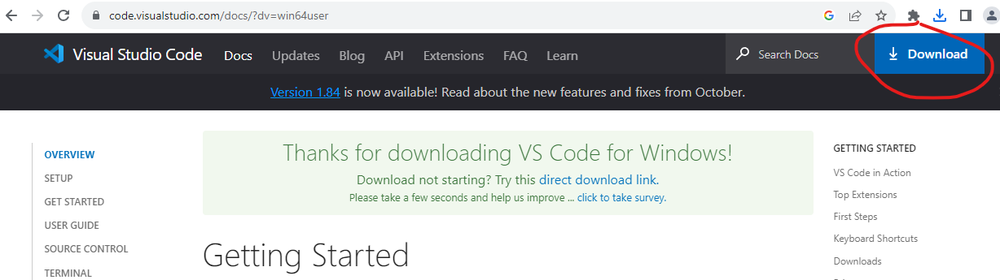 code.visualstudio.com/docs/?dv=win64user
Visual Studio Code Docs Updates Blog API Extensions FAQ Learn Search Docs Download
Version 1.84 is now available! Read about the new features and fixes from October.
OVERVIEW
SETUP
GET STARTED
USER GUIDE
SOURCE CONTROL
TERMINAL
Thanks for downloading VS Code for Windows!
Download not starting? Try this direct download link.
Please take a few seconds and help us improve ... click to take survey.
Getting Started
GETTING STARTED
VS Code in Action
Top Extensions
First Steps
Keyboard Shortcuts
Downloads